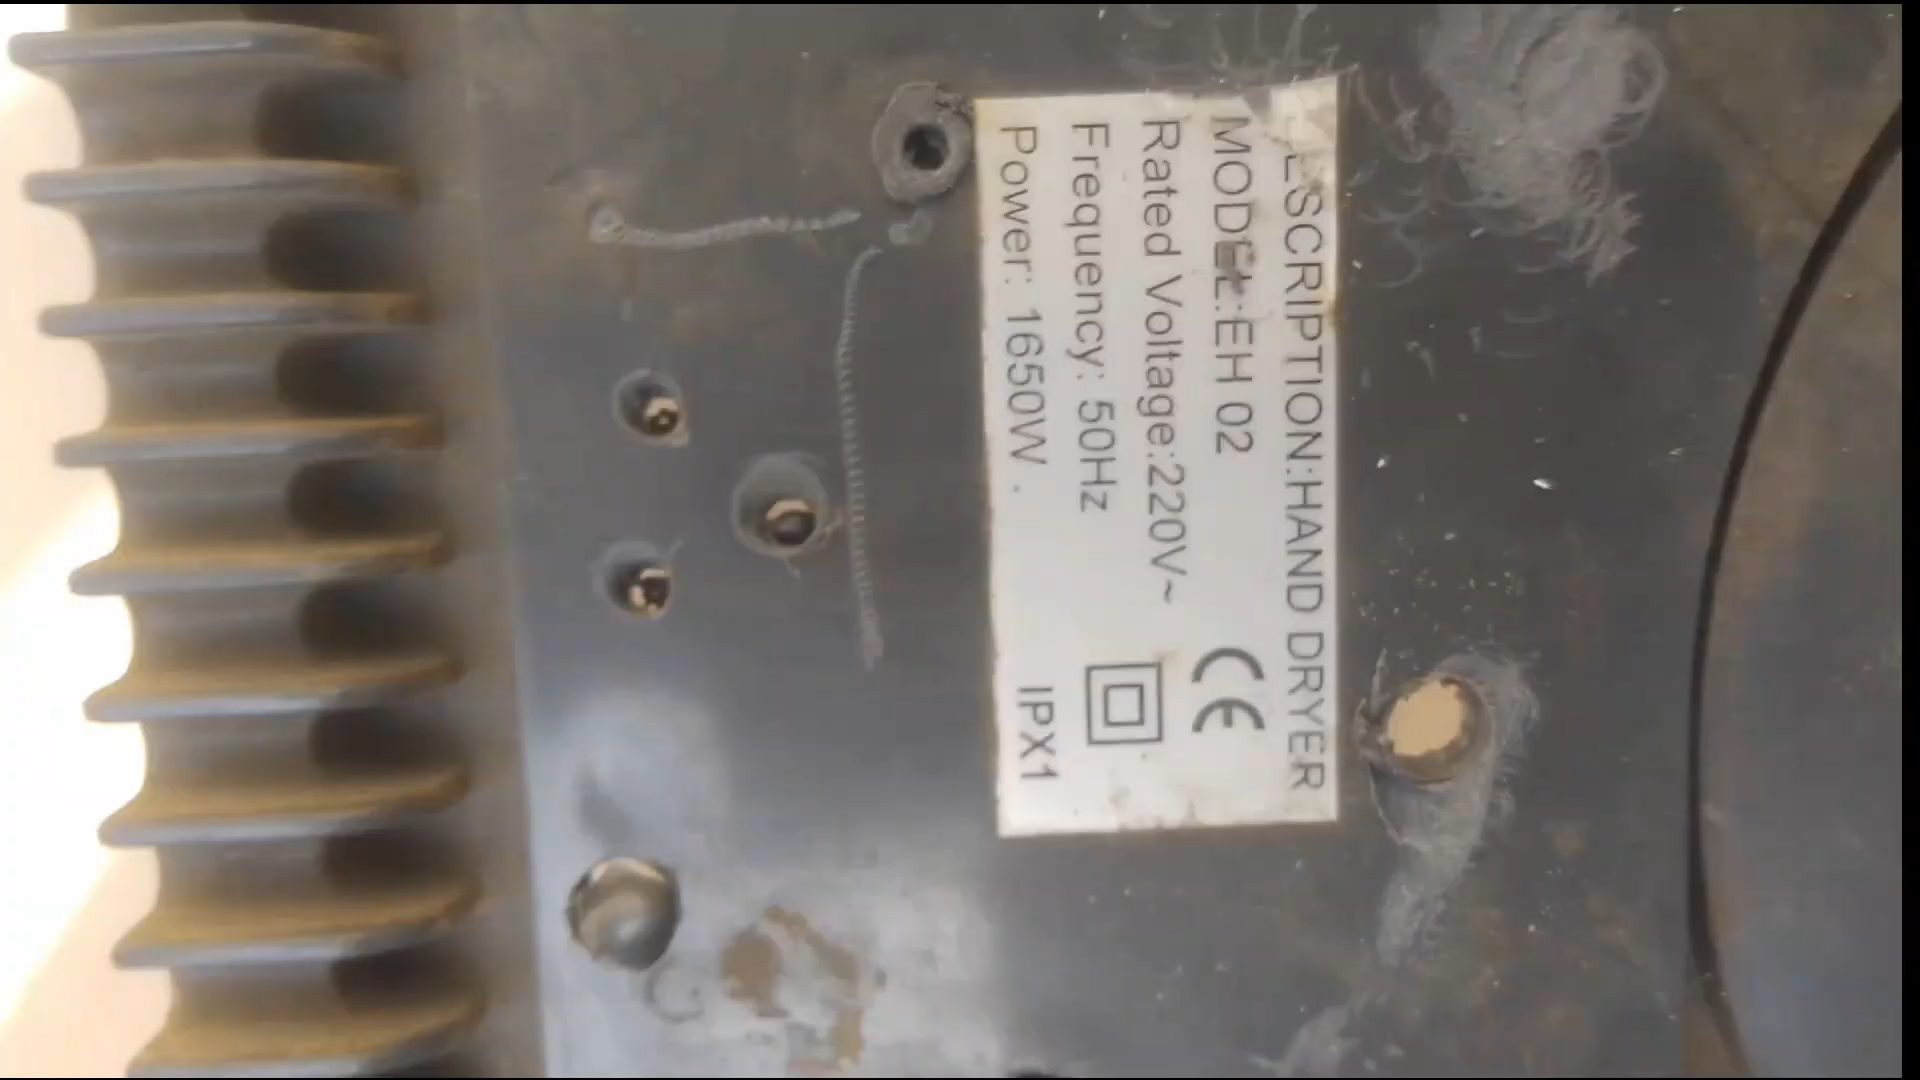 ESCRIPTION:HAND DRYER
MODEL:EH 02
Rated Voltage:220V~
Frequency: 50Hz
Power: 1650W .
CE
IPX1